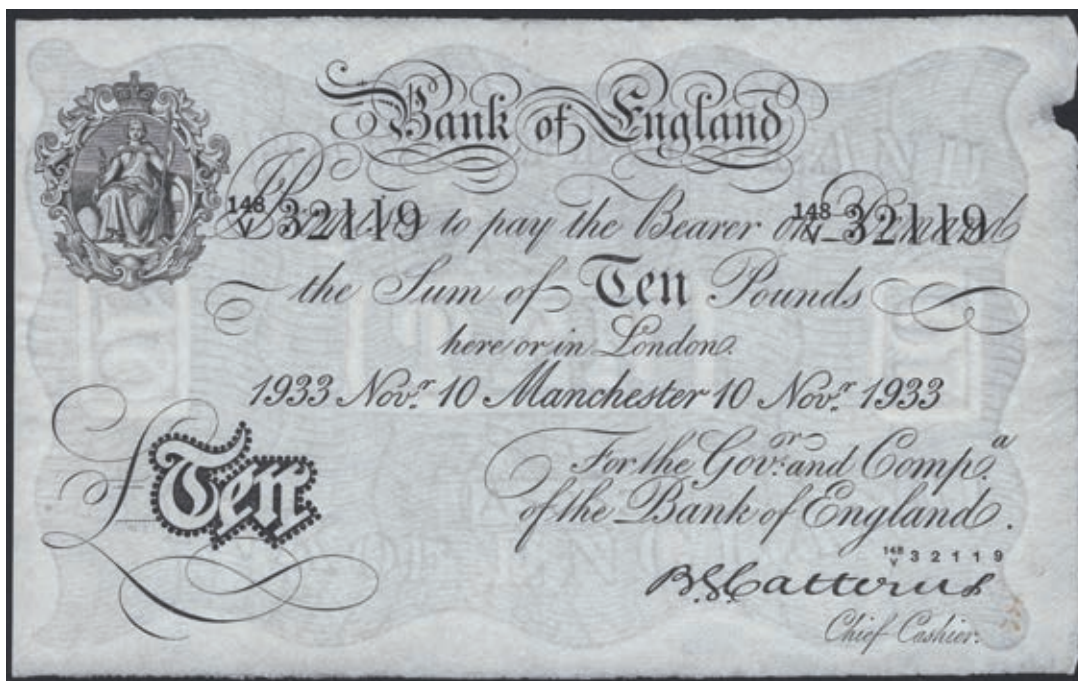 Bank of England
148 V 32119 148 V 32119
Promise to pay the Bearer on Demand
the Sum of Ten Pounds
here or in London.
1933 Novr. 10 Manchester 10 Novr. 1933
For the Govr. and Compa.
of the Bank of England.
£Ten
148 V 32119
B.G. Catterns
Chief Cashier.